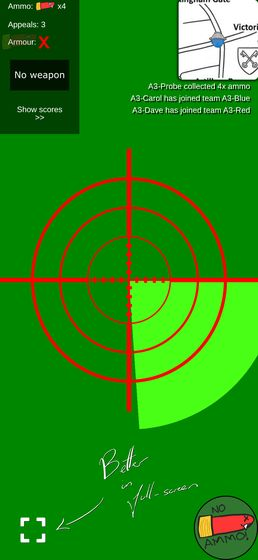 Ammo: x4
Appeals: 3
Armour: X
No weapon
Show scores
>>
Victori
A3-Probe collected 4x ammo
A3-Carol has joined team A3-Blue
A3-Dave has joined team A3-Red
Better
in
full-screen
NO
AMMO!